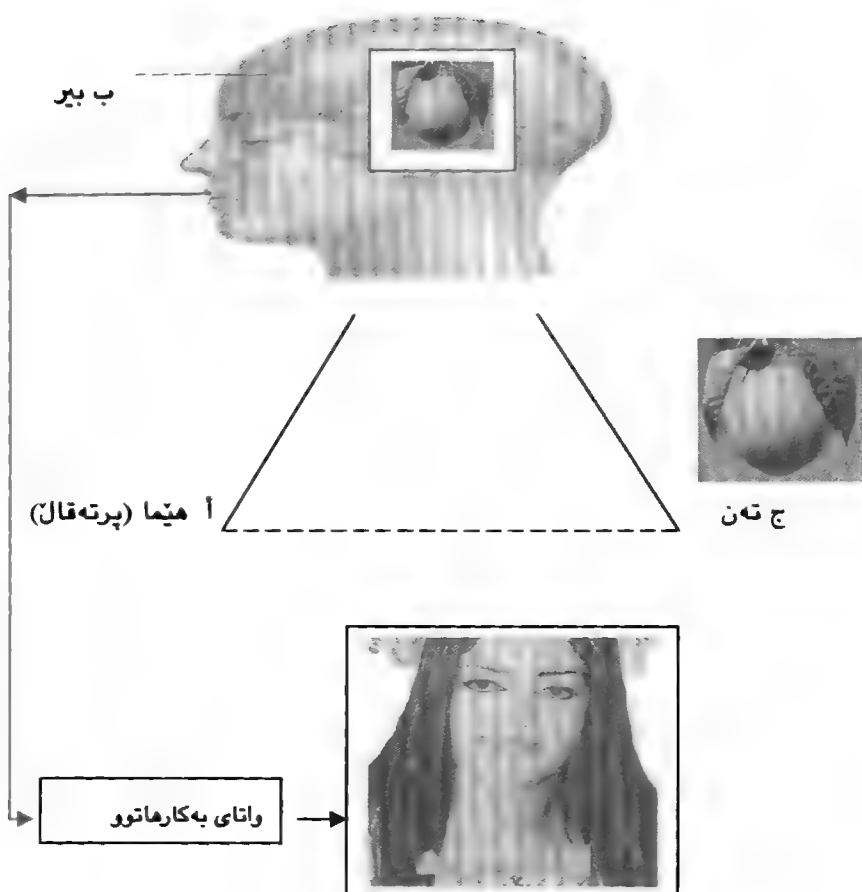 ب بیر
أ هێما (پرتەقاڵ)
ج تەن
واتای بەکارهاتوو